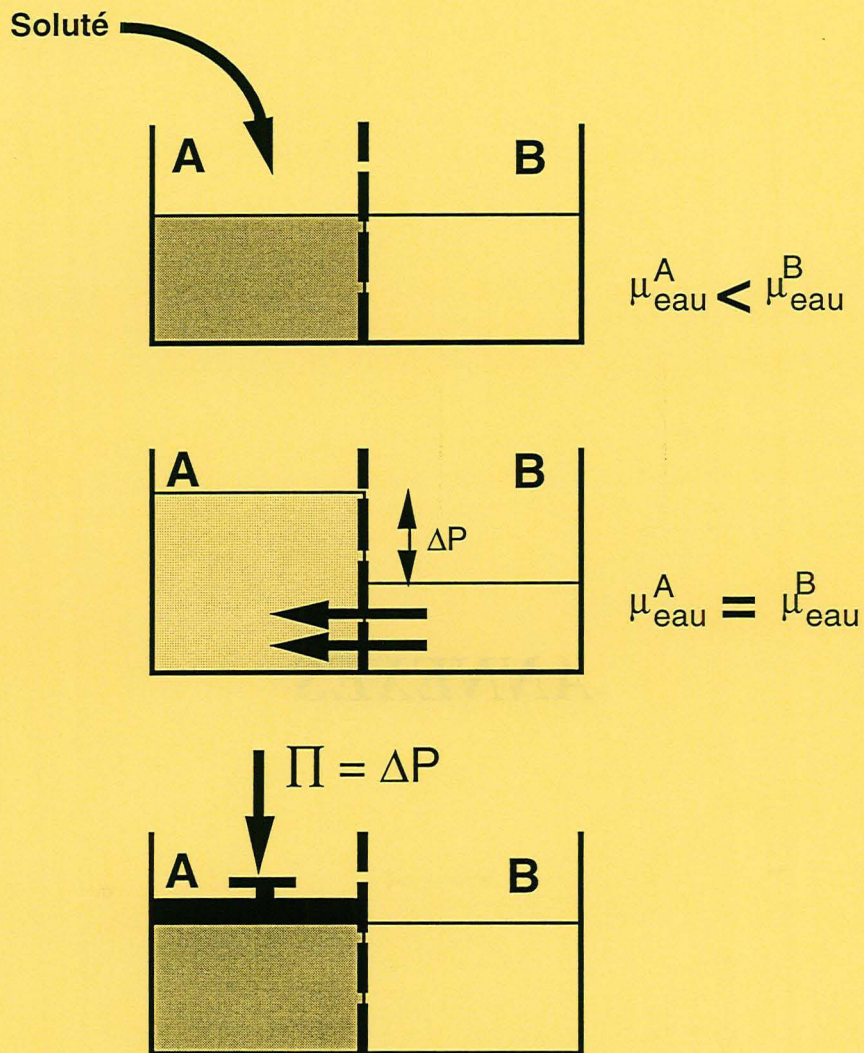 Soluté
A B
μ^A_eau < μ^B_eau
A B
ΔP
μ^A_eau = μ^B_eau
Π = ΔP
A B